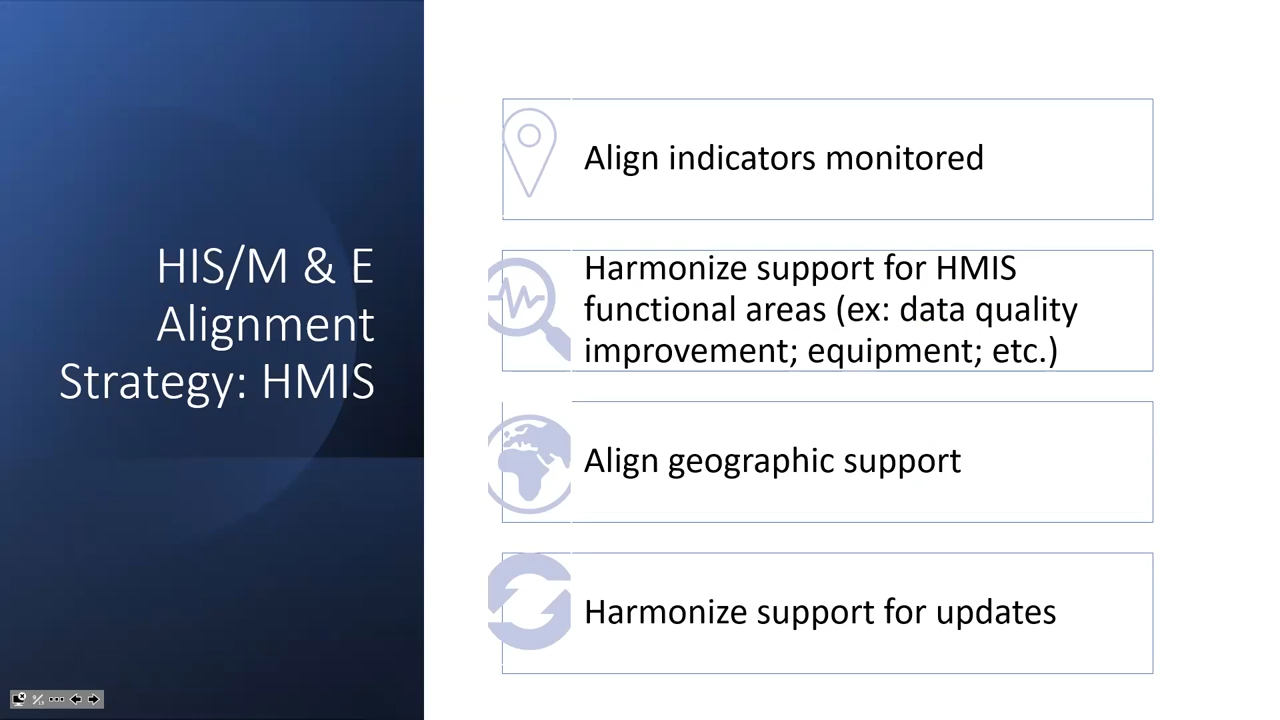 HIS/M & E
Alignment
Strategy: HMIS
Align indicators monitored
Harmonize support for HMIS
functional areas (ex: data quality
improvement; equipment; etc.)
Align geographic support
Harmonize support for updates